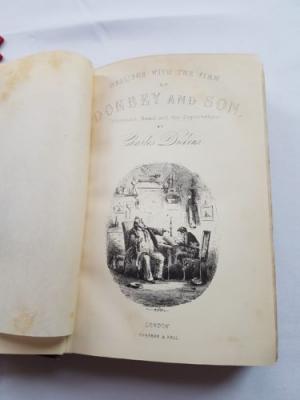 DEALINGS WITH THE FIRM
OF
DOMBEY AND SON,
Wholesale, Retail and for Exportation
BY
Charles Dickens
LONDON
CHAPMAN & HALL